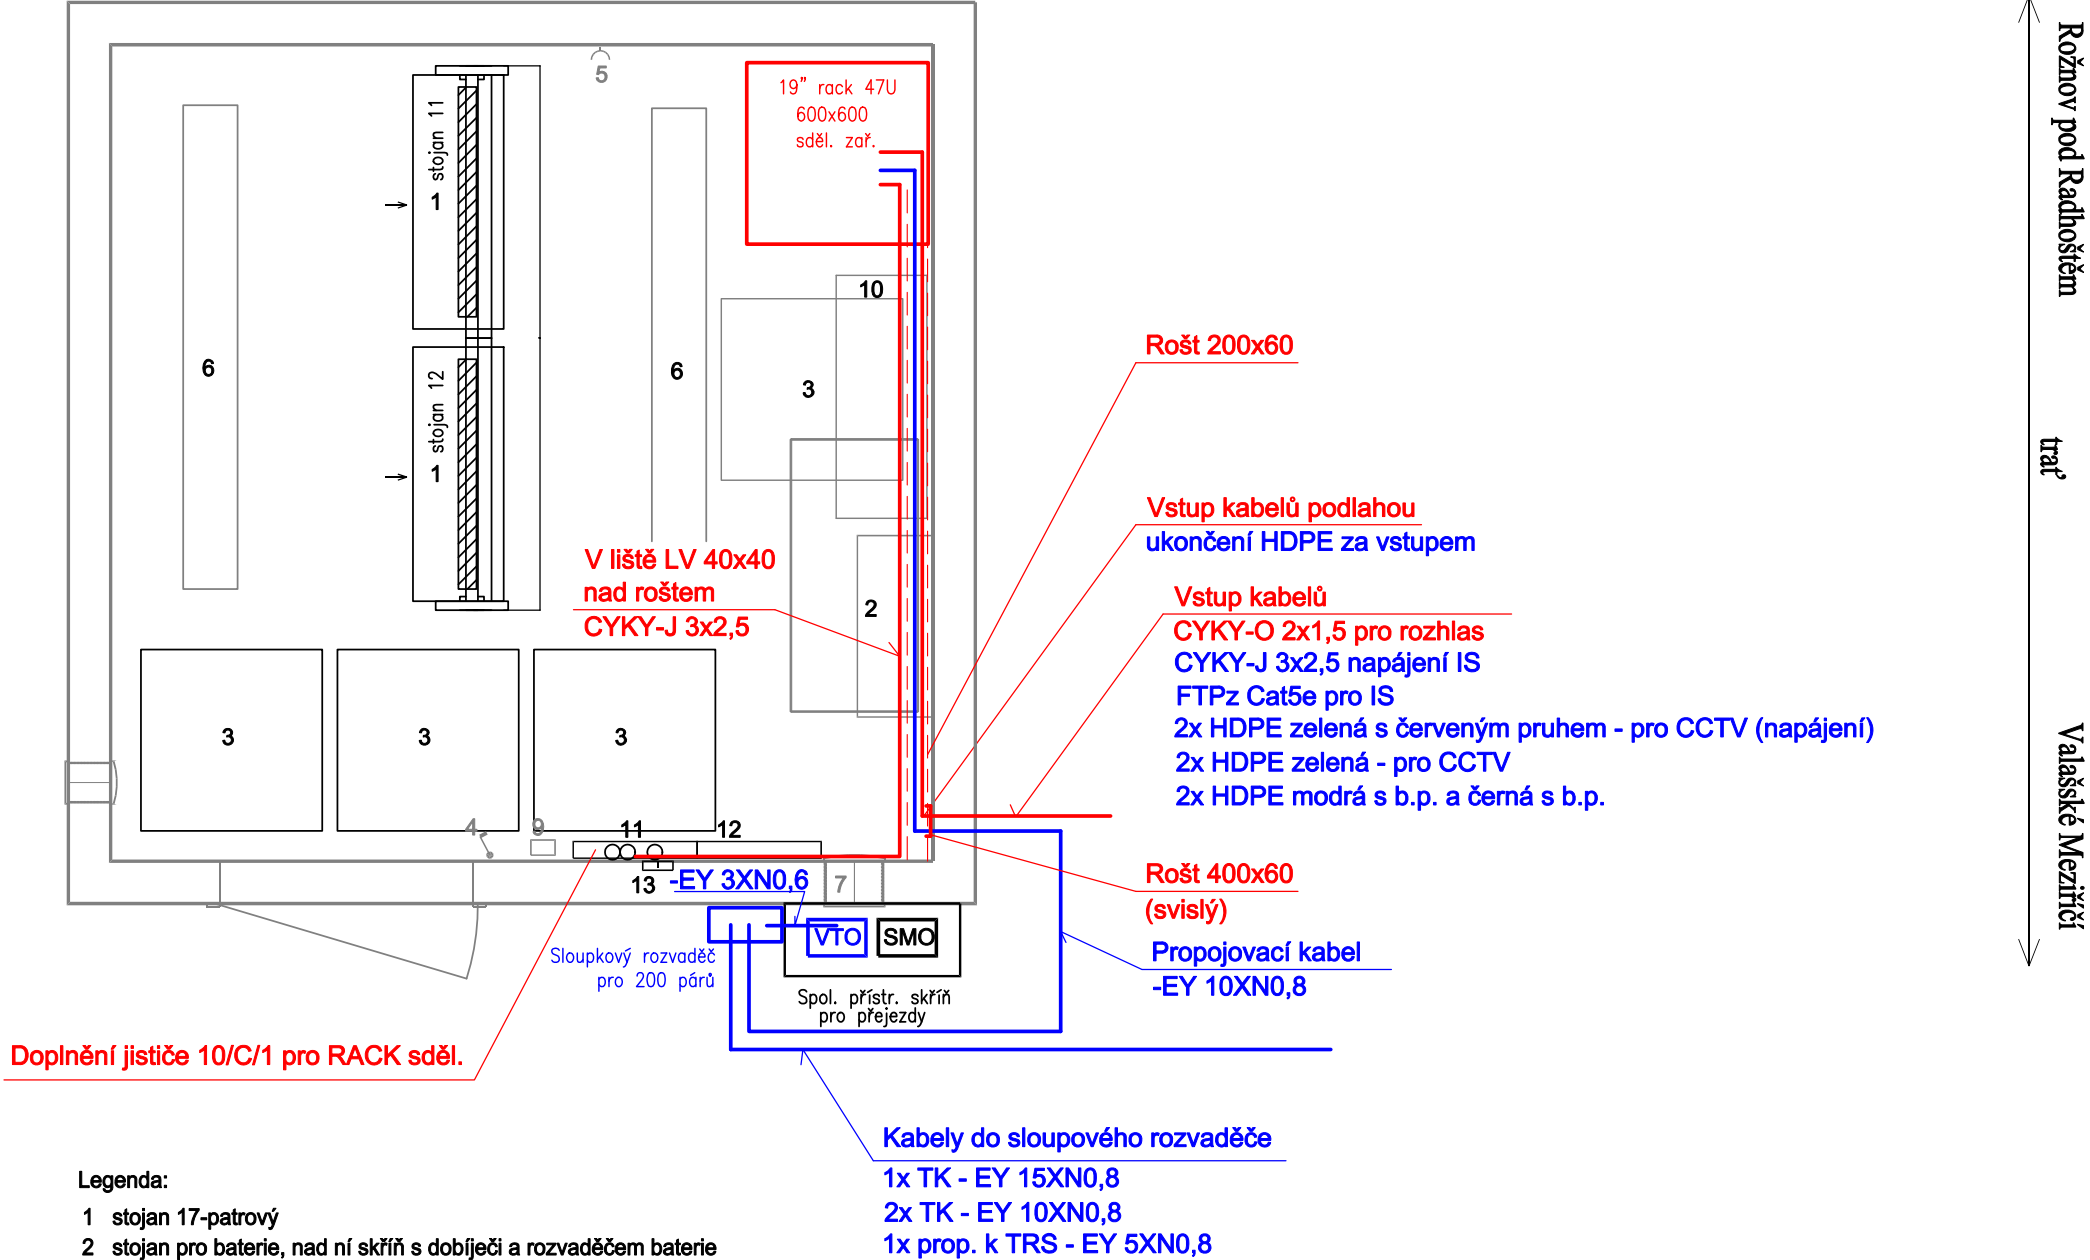 5
19" rack 47U
600x600
sděl. zař.
stojan 11
1
10
6
6
3
stojan 12
1
Rošt 200x60
Vstup kabelů podlahou
ukončení HDPE za vstupem
V liště LV 40x40
nad roštem
CYKY-J 3x2,5
2
Vstup kabelů
CYKY-O 2x1,5 pro rozhlas
CYKY-J 3x2,5 napájení IS
FTPz Cat5e pro IS
2x HDPE zelená s červeným pruhem - pro CCTV (napájení)
2x HDPE zelená - pro CCTV
2x HDPE modrá s b.p. a černá s b.p.
3
3
3
4
9
11
12
13
-EY 3XN0,6
7
Rošt 400x60
(svislý)
VTO
SMO
Sloupkový rozvaděč
pro 200 párů
Propojovací kabel
-EY 10XN0,8
Spol. přístr. skříň
pro přejezdy
Doplnění jističe 10/C/1 pro RACK sděl.
Kabely do sloupového rozvaděče
1x TK - EY 15XN0,8
2x TK - EY 10XN0,8
1x prop. k TRS - EY 5XN0,8
Legenda:
1 stojan 17-patrový
2 stojan pro baterie, nad ní skříň s dobíječi a rozvaděčem baterie
Rožnov pod Radhoštěm
trať
Valašské Meziříčí